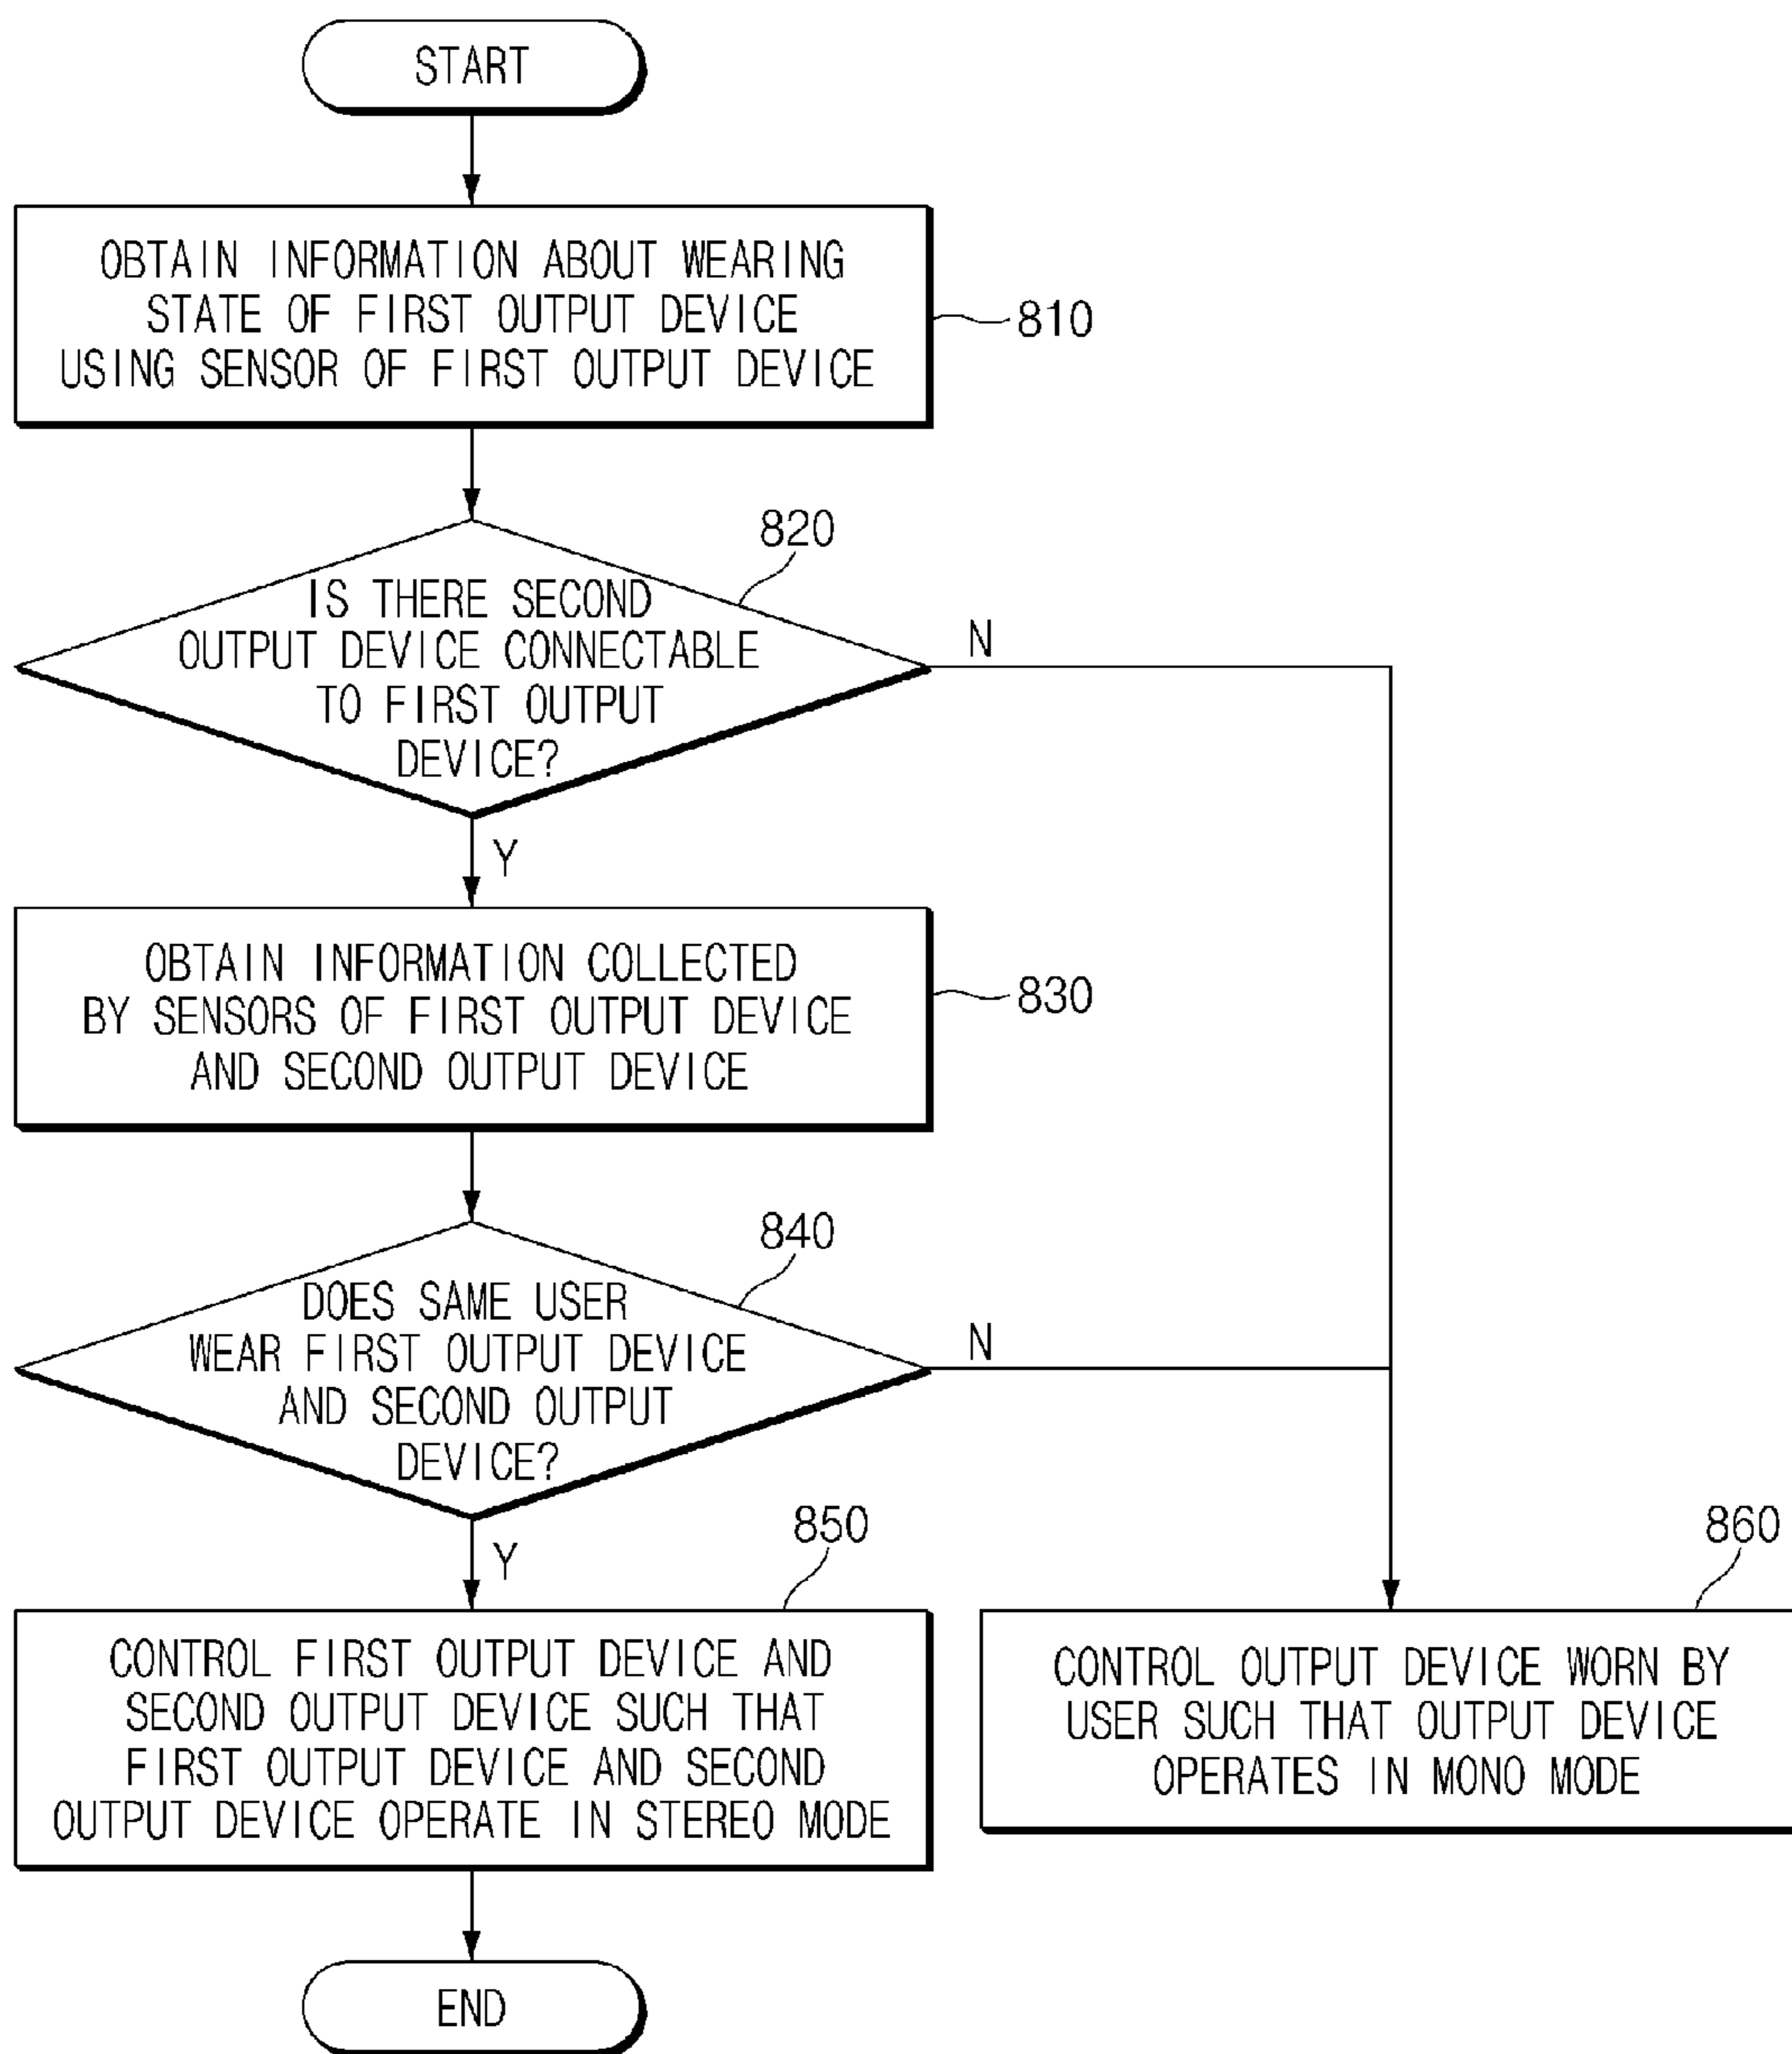 START
OBTAIN INFORMATION ABOUT WEARING
STATE OF FIRST OUTPUT DEVICE
USING SENSOR OF FIRST OUTPUT DEVICE
810
820
IS THERE SECOND
OUTPUT DEVICE CONNECTABLE
TO FIRST OUTPUT
DEVICE?
N
Y
OBTAIN INFORMATION COLLECTED
BY SENSORS OF FIRST OUTPUT DEVICE
AND SECOND OUTPUT DEVICE
830
840
DOES SAME USER
WEAR FIRST OUTPUT DEVICE
AND SECOND OUTPUT
DEVICE?
N
Y
850
CONTROL FIRST OUTPUT DEVICE AND
SECOND OUTPUT DEVICE SUCH THAT
FIRST OUTPUT DEVICE AND SECOND
OUTPUT DEVICE OPERATE IN STEREO MODE
860
CONTROL OUTPUT DEVICE WORN BY
USER SUCH THAT OUTPUT DEVICE
OPERATES IN MONO MODE
END